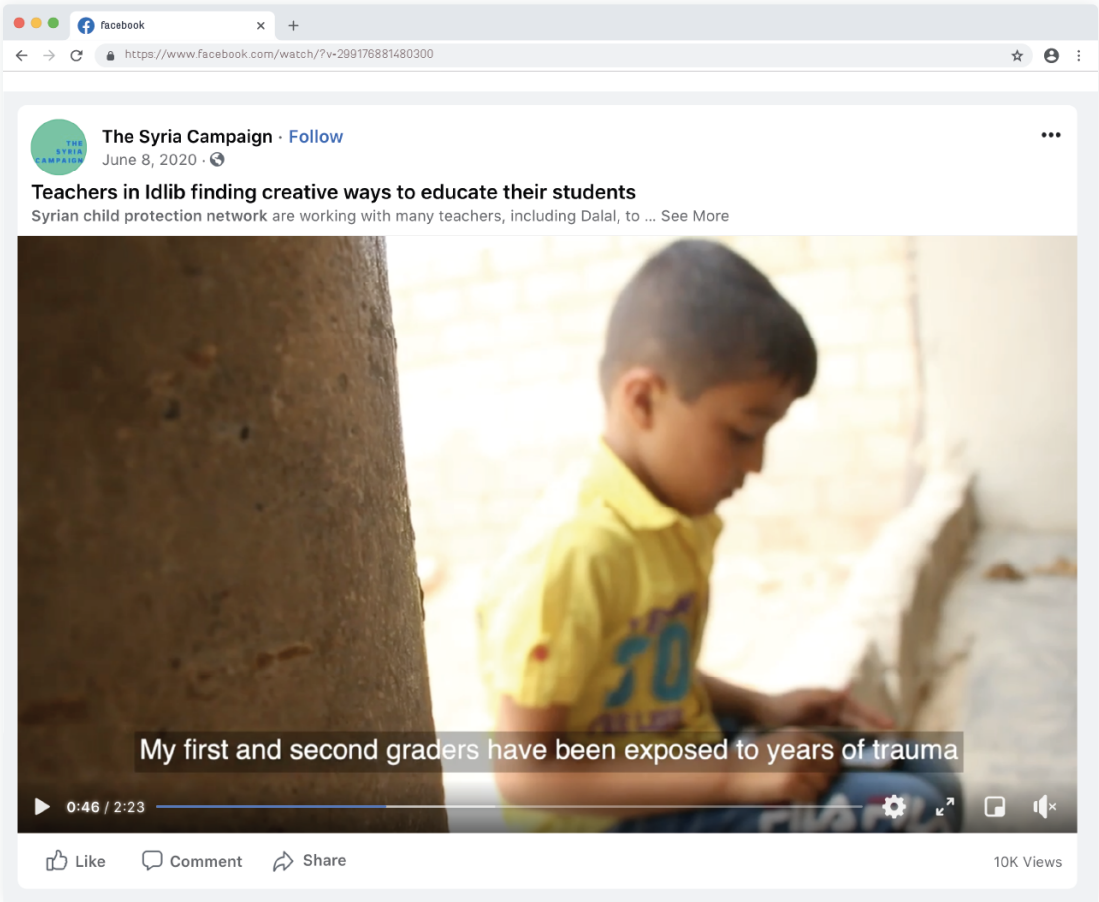 facebook
https://www.facebook.com/watch/?v=299176881480300
THE
SYRIA
CAMPAIGN
The Syria Campaign · Follow
June 8, 2020 ·
Teachers in Idlib finding creative ways to educate their students
Syrian child protection network are working with many teachers, including Dalal, to ... See More
50
My first and second graders have been exposed to years of trauma
0:46 / 2:23
FILA FILA
Like Comment Share 10K Views